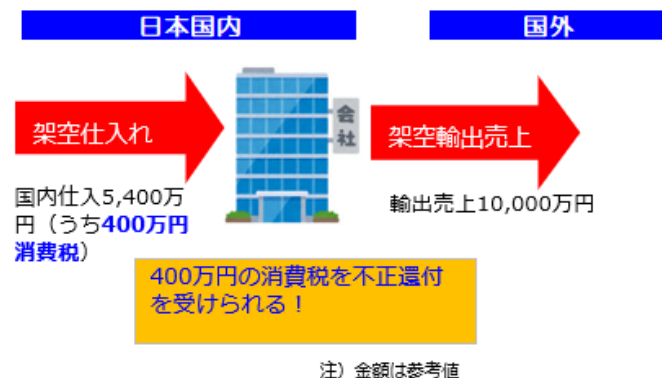 日本国内
国外
架空仕入れ
会
社
架空輸出売上
国内仕入5,400万
円（うち400万円
消費税）
輸出売上10,000万円
400万円の消費税を不正還付
を受けられる！
注）金額は参考値